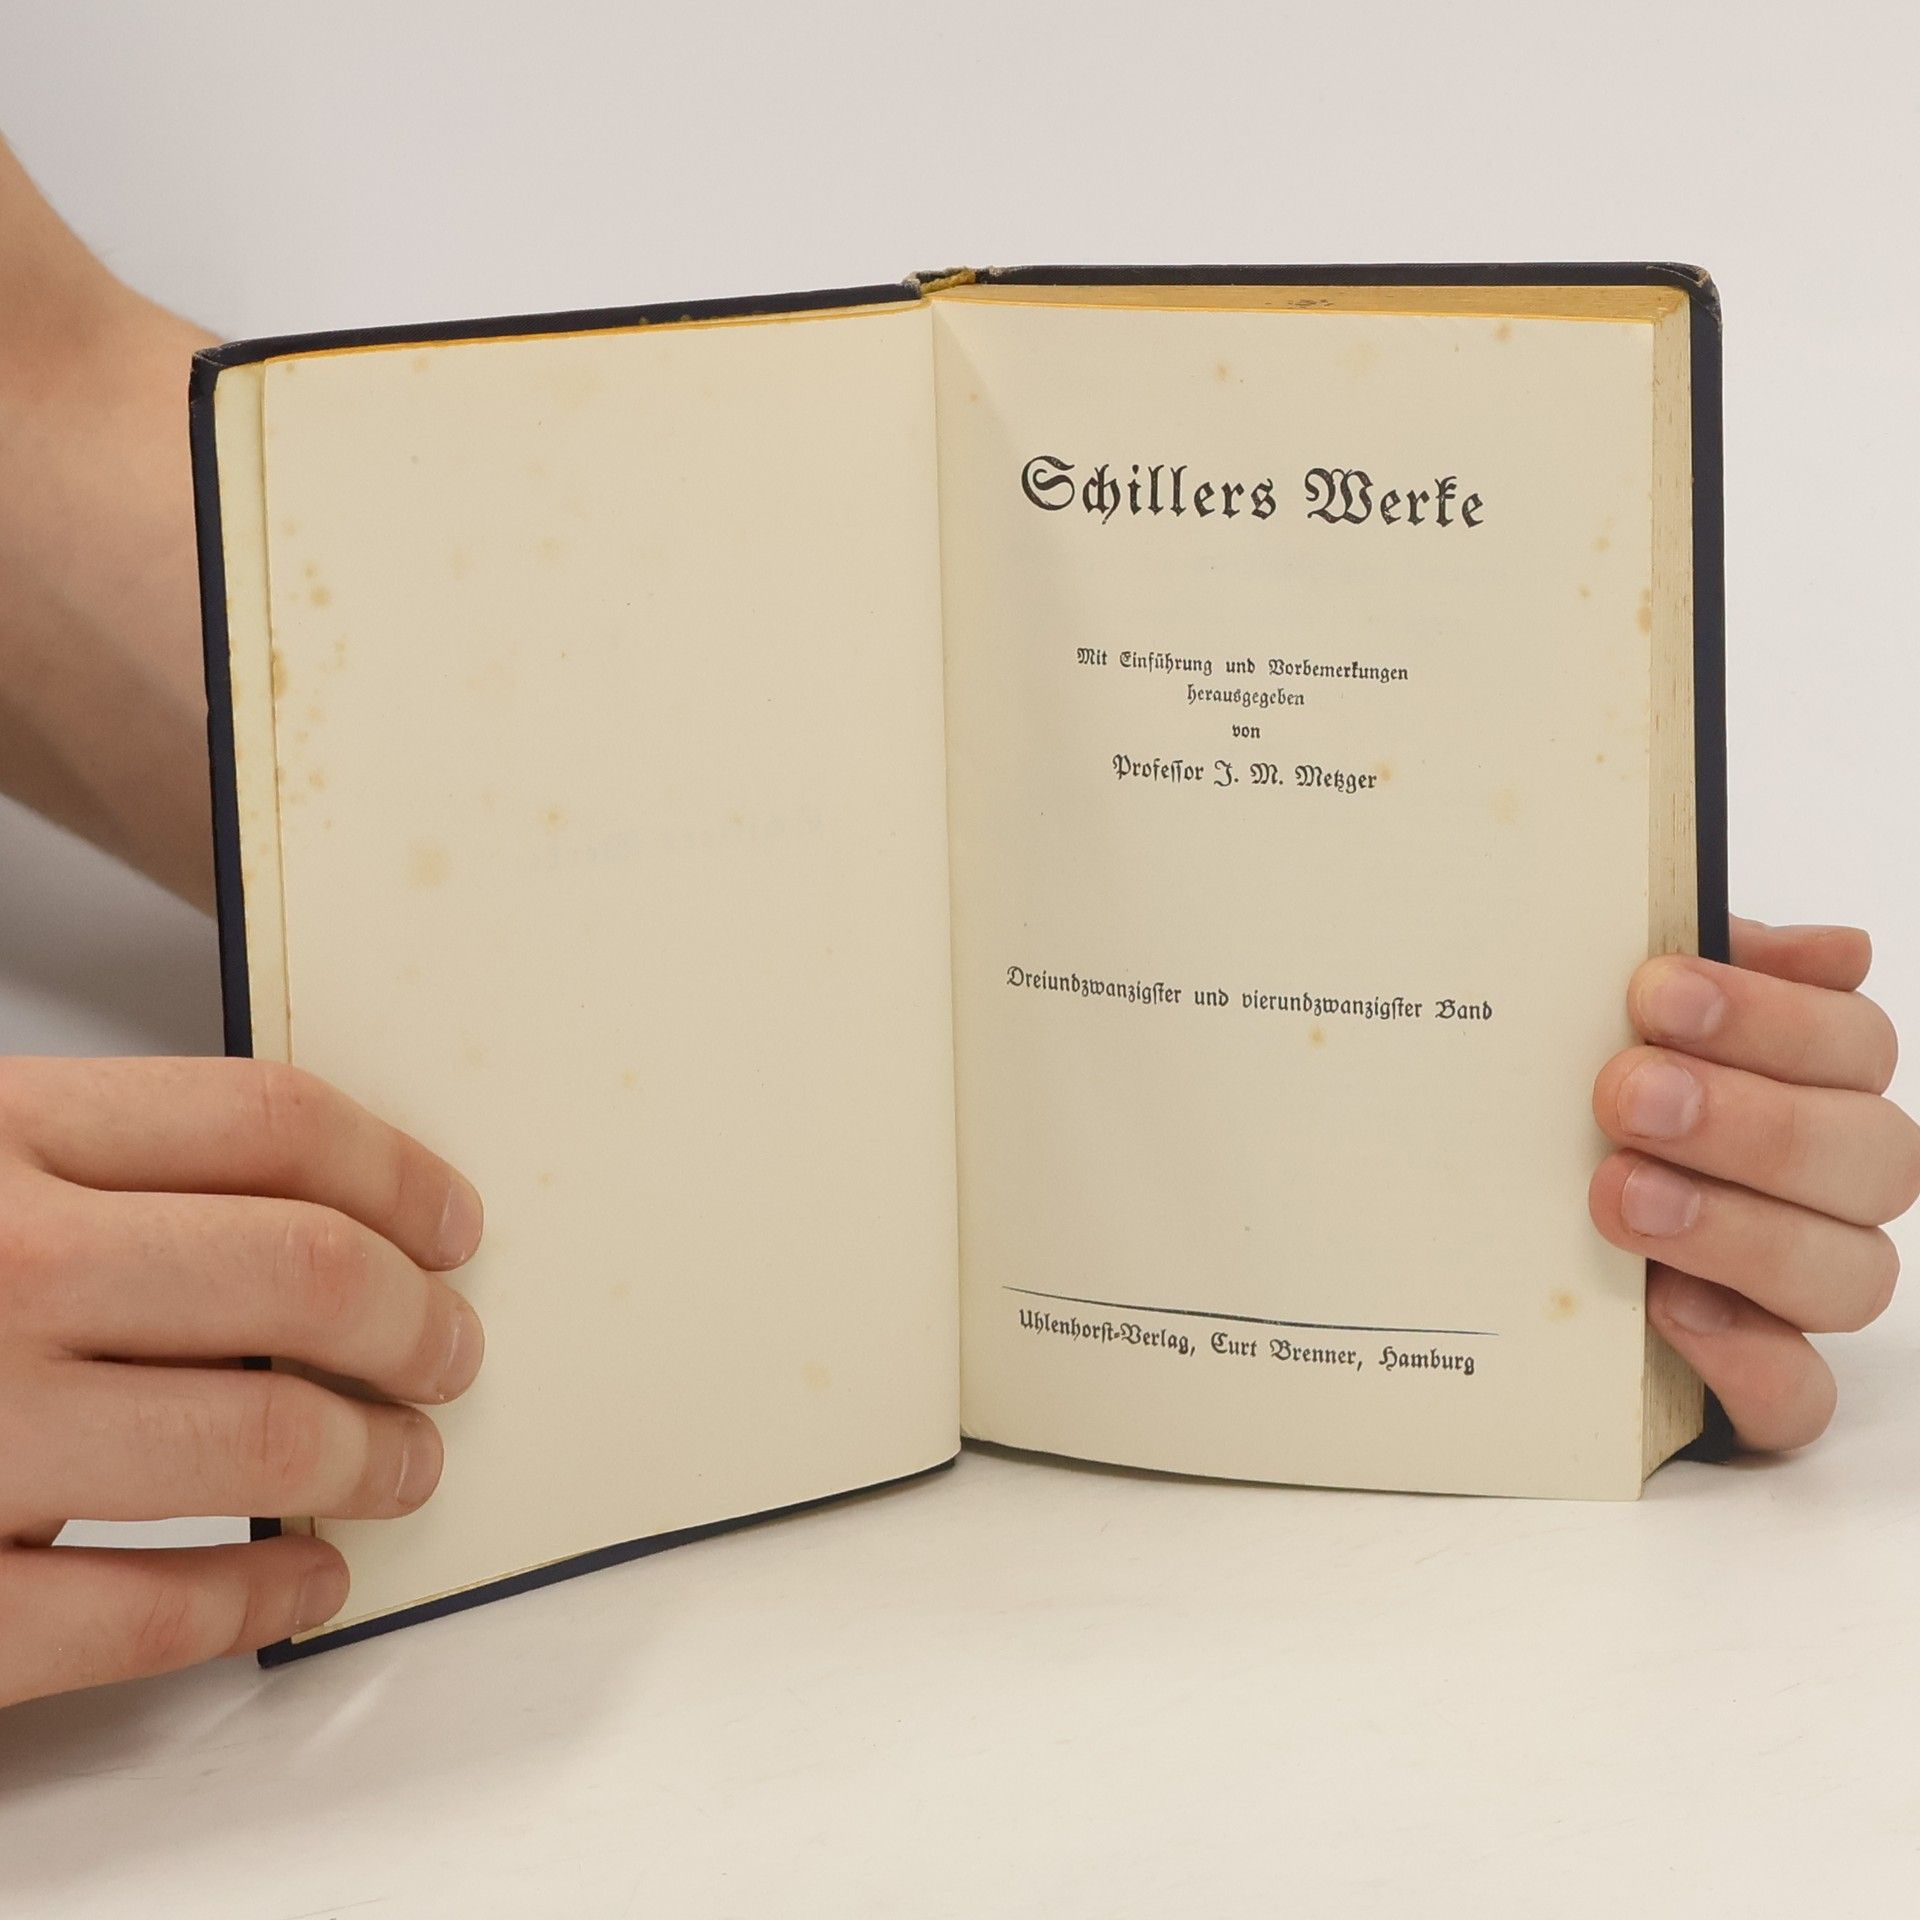 Schillers Werke
Mit Einführung und Vorbemerkungen
herausgegeben
von
Professor J. M. Metzger
Dreiundzwanzigster und vierundzwanzigster Band
Uhlenhorst-Verlag, Curt Brenner, Hamburg